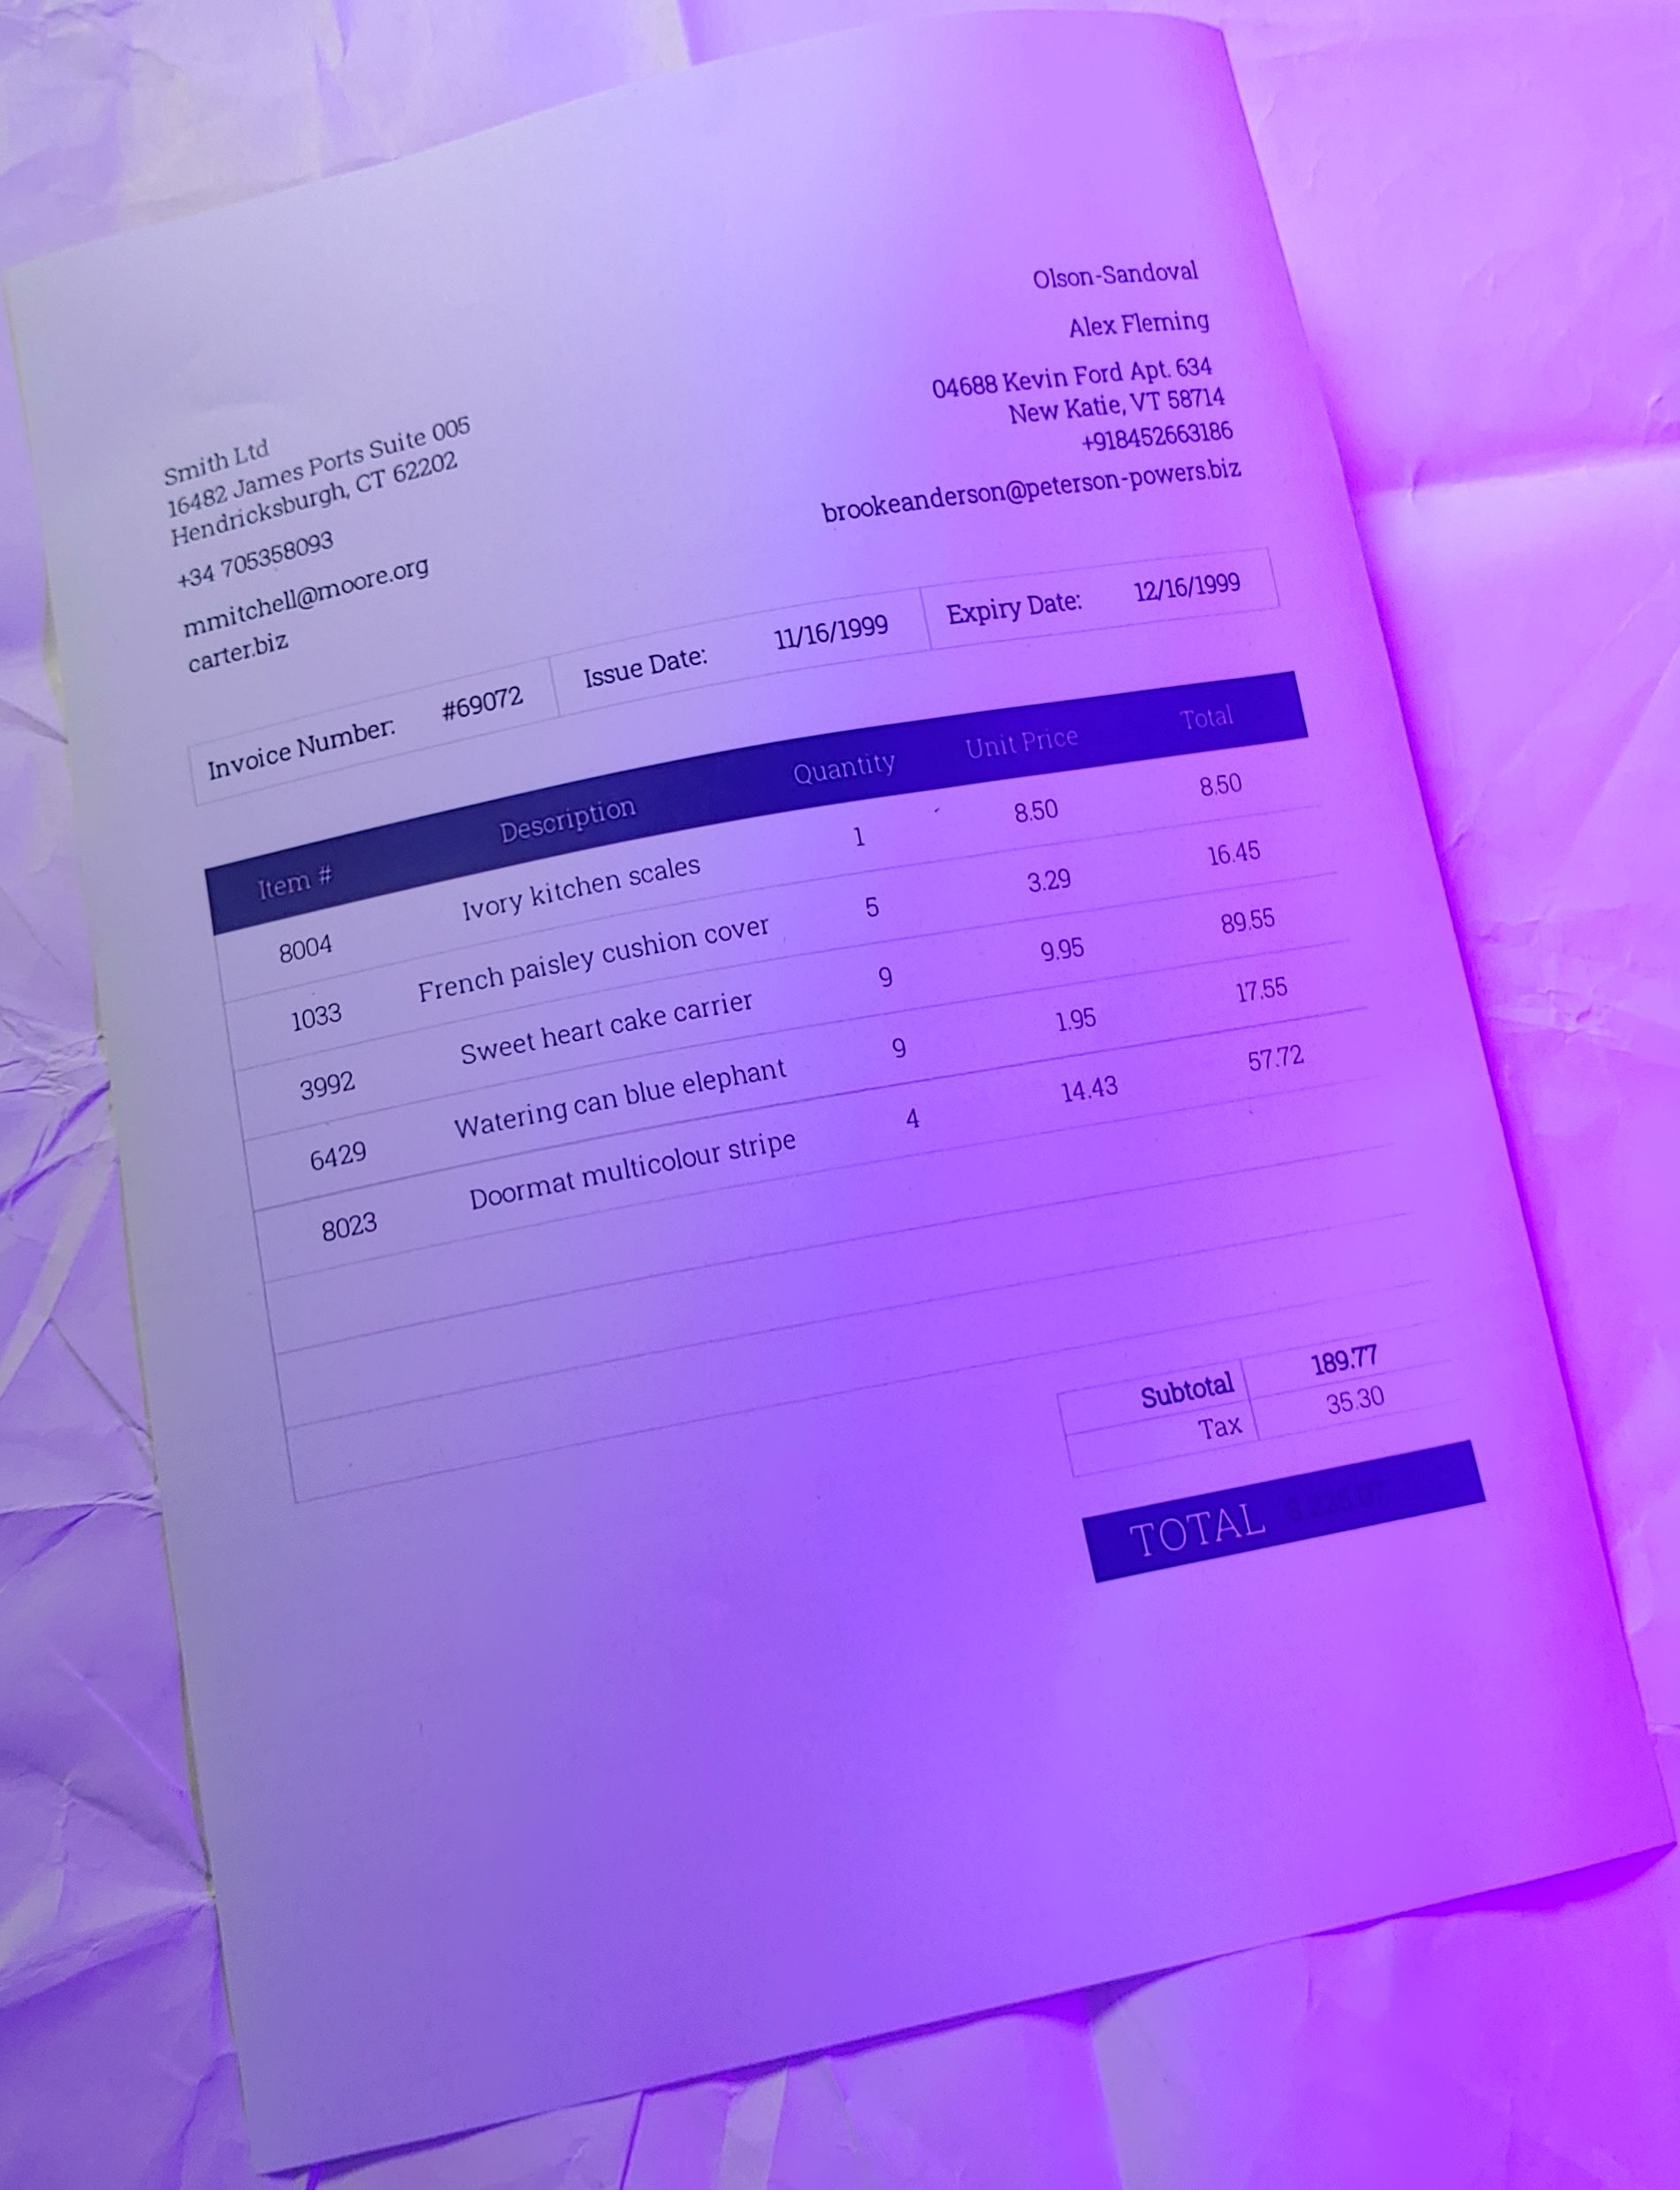 Olson-Sandoval
Alex Fleming
04688 Kevin Ford Apt. 634
New Katie, VT 58714
+918452663186
brookeanderson@peterson-powers.biz
Smith Ltd
16482 James Ports Suite 005
Hendricksburgh, CT 62202
+34 705358093
mmitchell@moore.org
carter.biz
Invoice Number: #69072 Issue Date: 11/16/1999 Expiry Date: 12/16/1999
Item # Description Quantity Unit Price Total
8004 Ivory kitchen scales 1 8.50 8.50
1033 French paisley cushion cover 5 3.29 16.45
3992 Sweet heart cake carrier 9 9.95 89.55
6429 Watering can blue elephant 9 1.95 17.55
8023 Doormat multicolour stripe 4 14.43 57.72
Subtotal 189.77
Tax 35.30
TOTAL